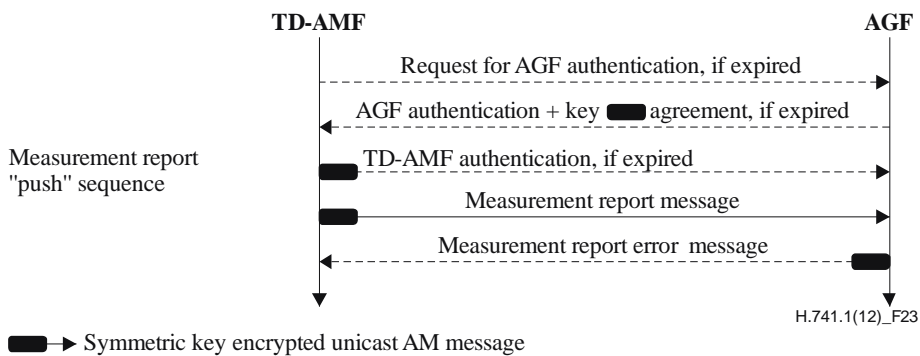 TD-AMF
AGF
Request for AGF authentication, if expired
AGF authentication + key agreement, if expired
TD-AMF authentication, if expired
Measurement report
"push" sequence
Measurement report message
Measurement report error message
H.741.1(12)_F23
Symmetric key encrypted unicast AM message